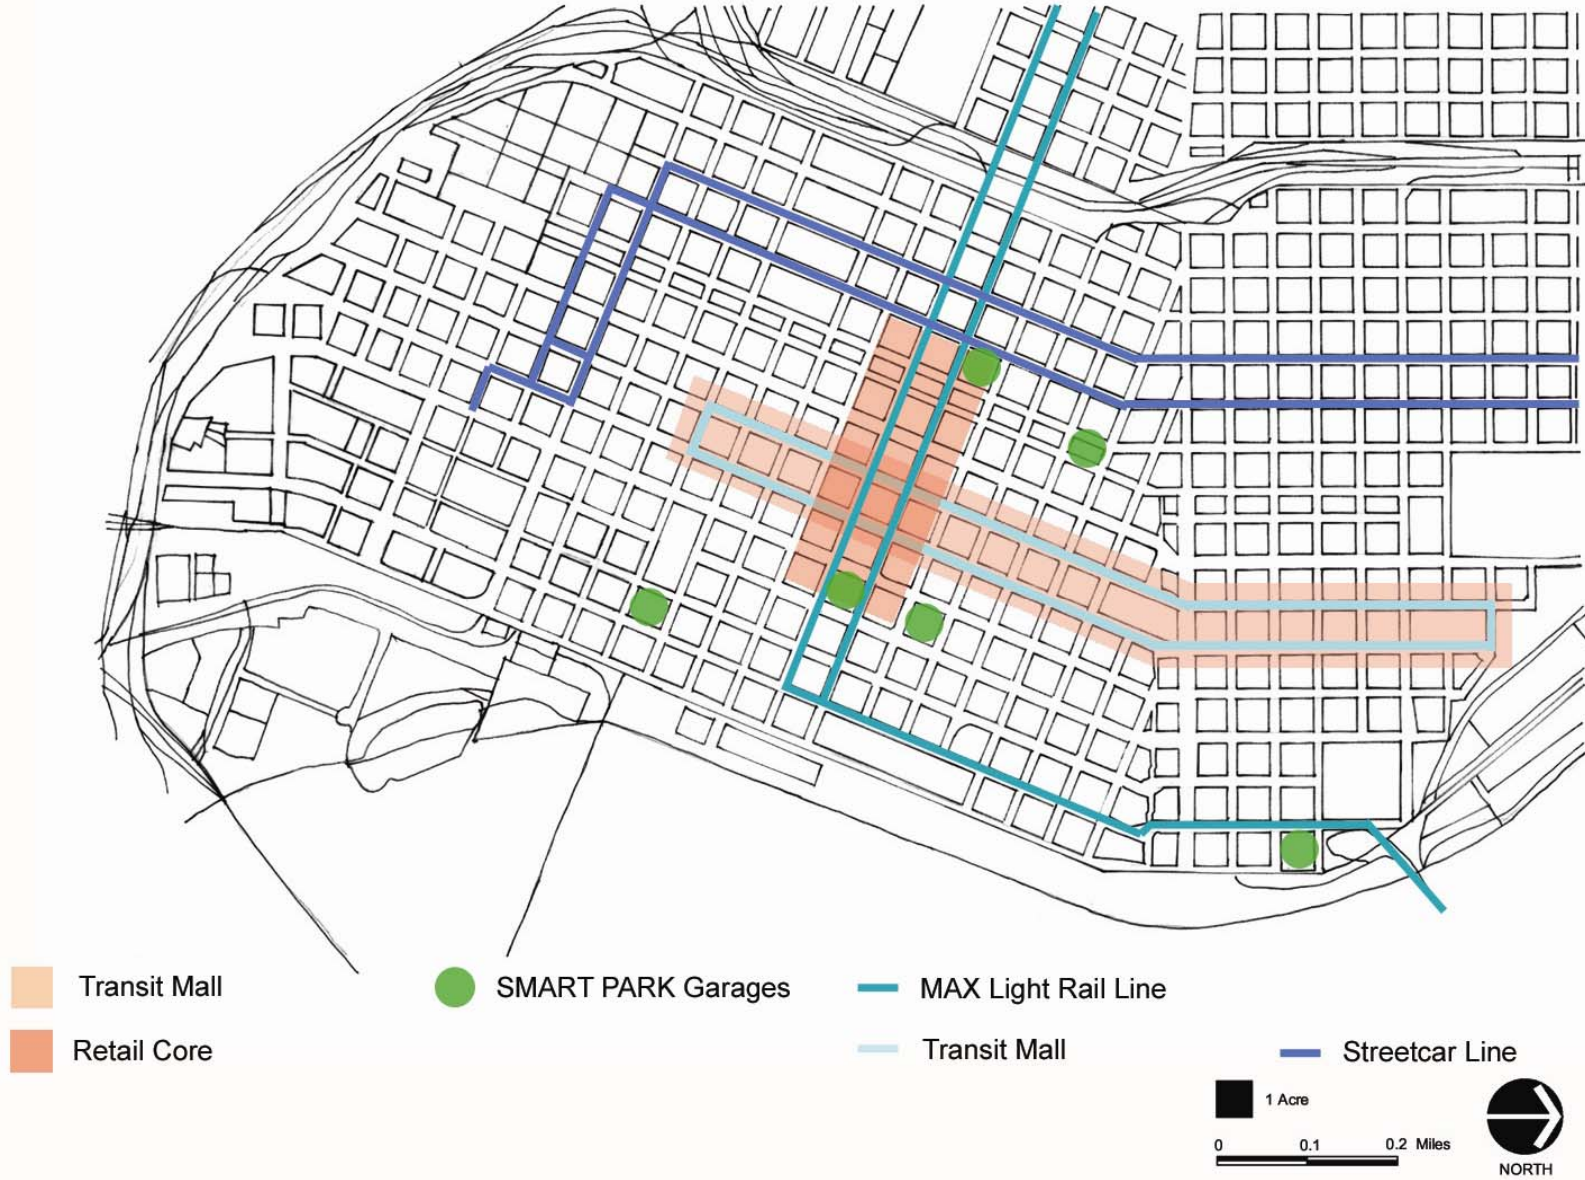 Transit Mall
SMART PARK Garages
MAX Light Rail Line
Retail Core
Transit Mall
Streetcar Line
1 Acre
0 0.1 0.2 Miles
NORTH